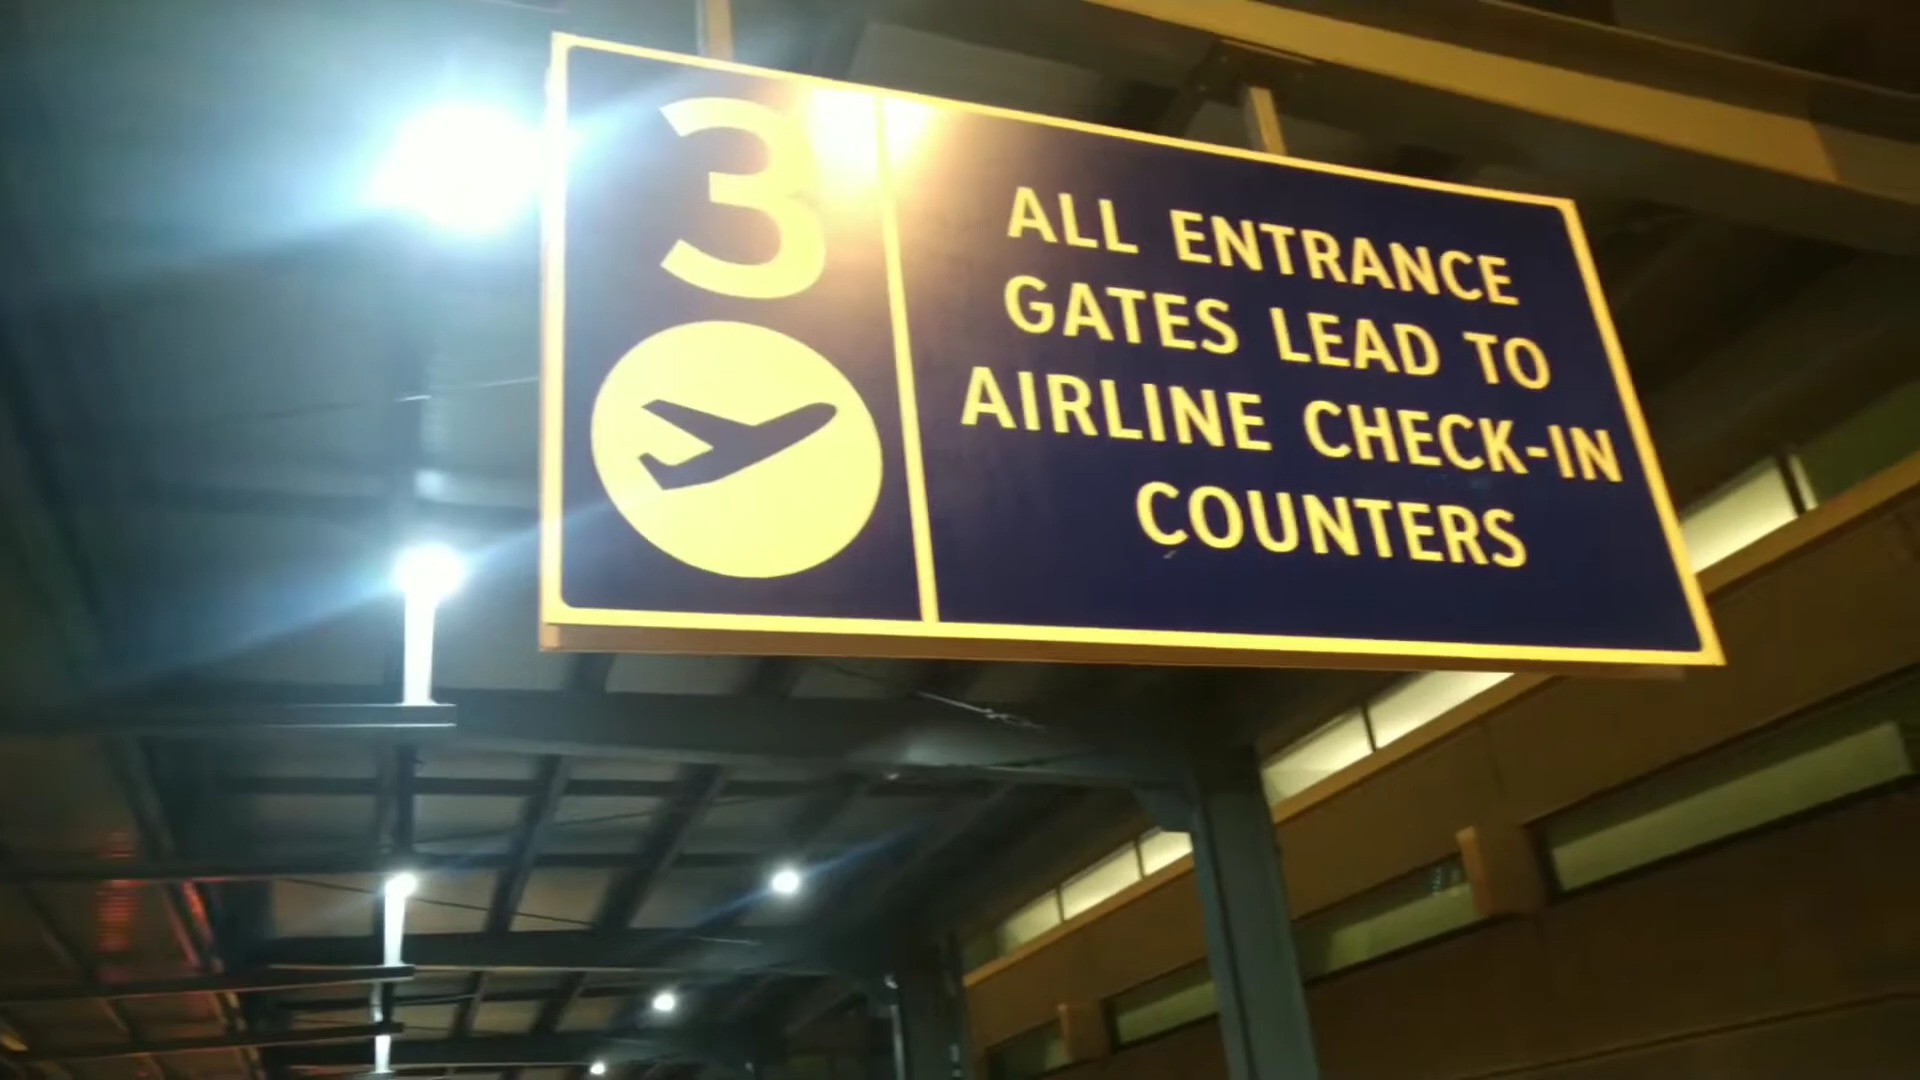 3
ALL ENTRANCE
GATES LEAD TO
AIRLINE CHECK-IN
COUNTERS